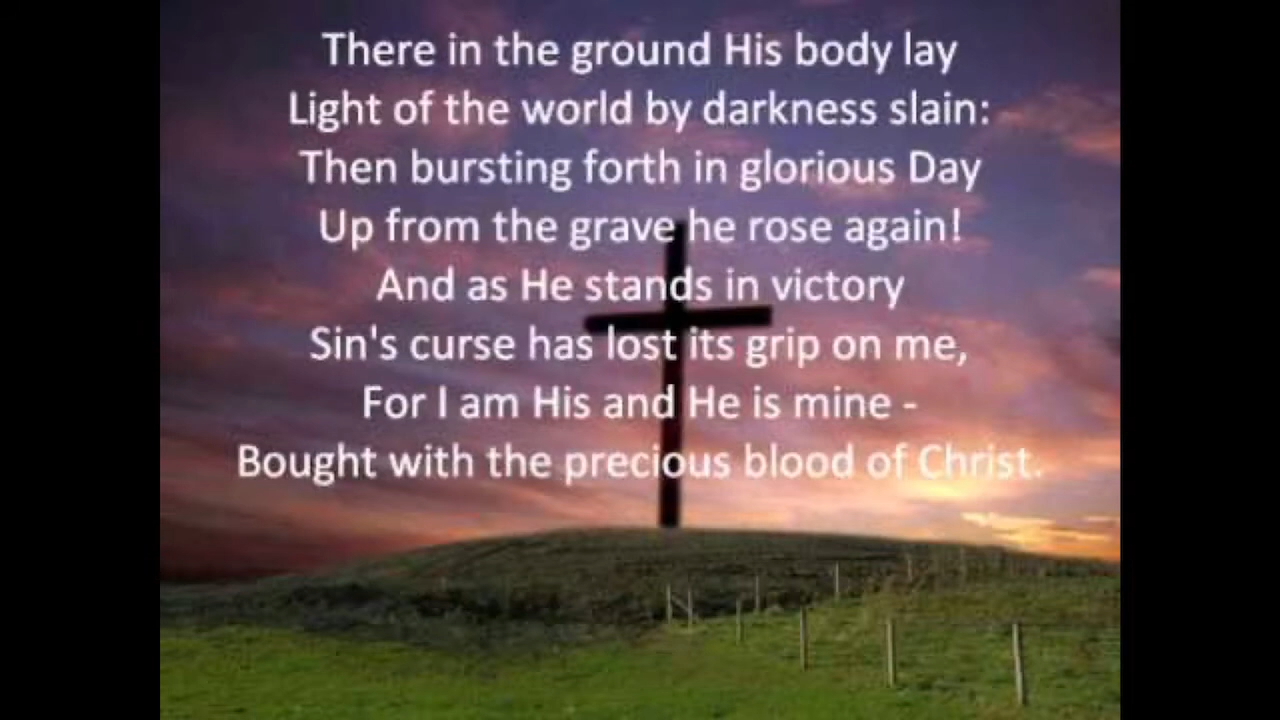 There in the ground His body lay
Light of the world by darkness slain:
Then bursting forth in glorious Day
Up from the grave he rose again!
And as He stands in victory
Sin's curse has lost its grip on me,
For I am His and He is mine -
Bought with the precious blood of Christ.